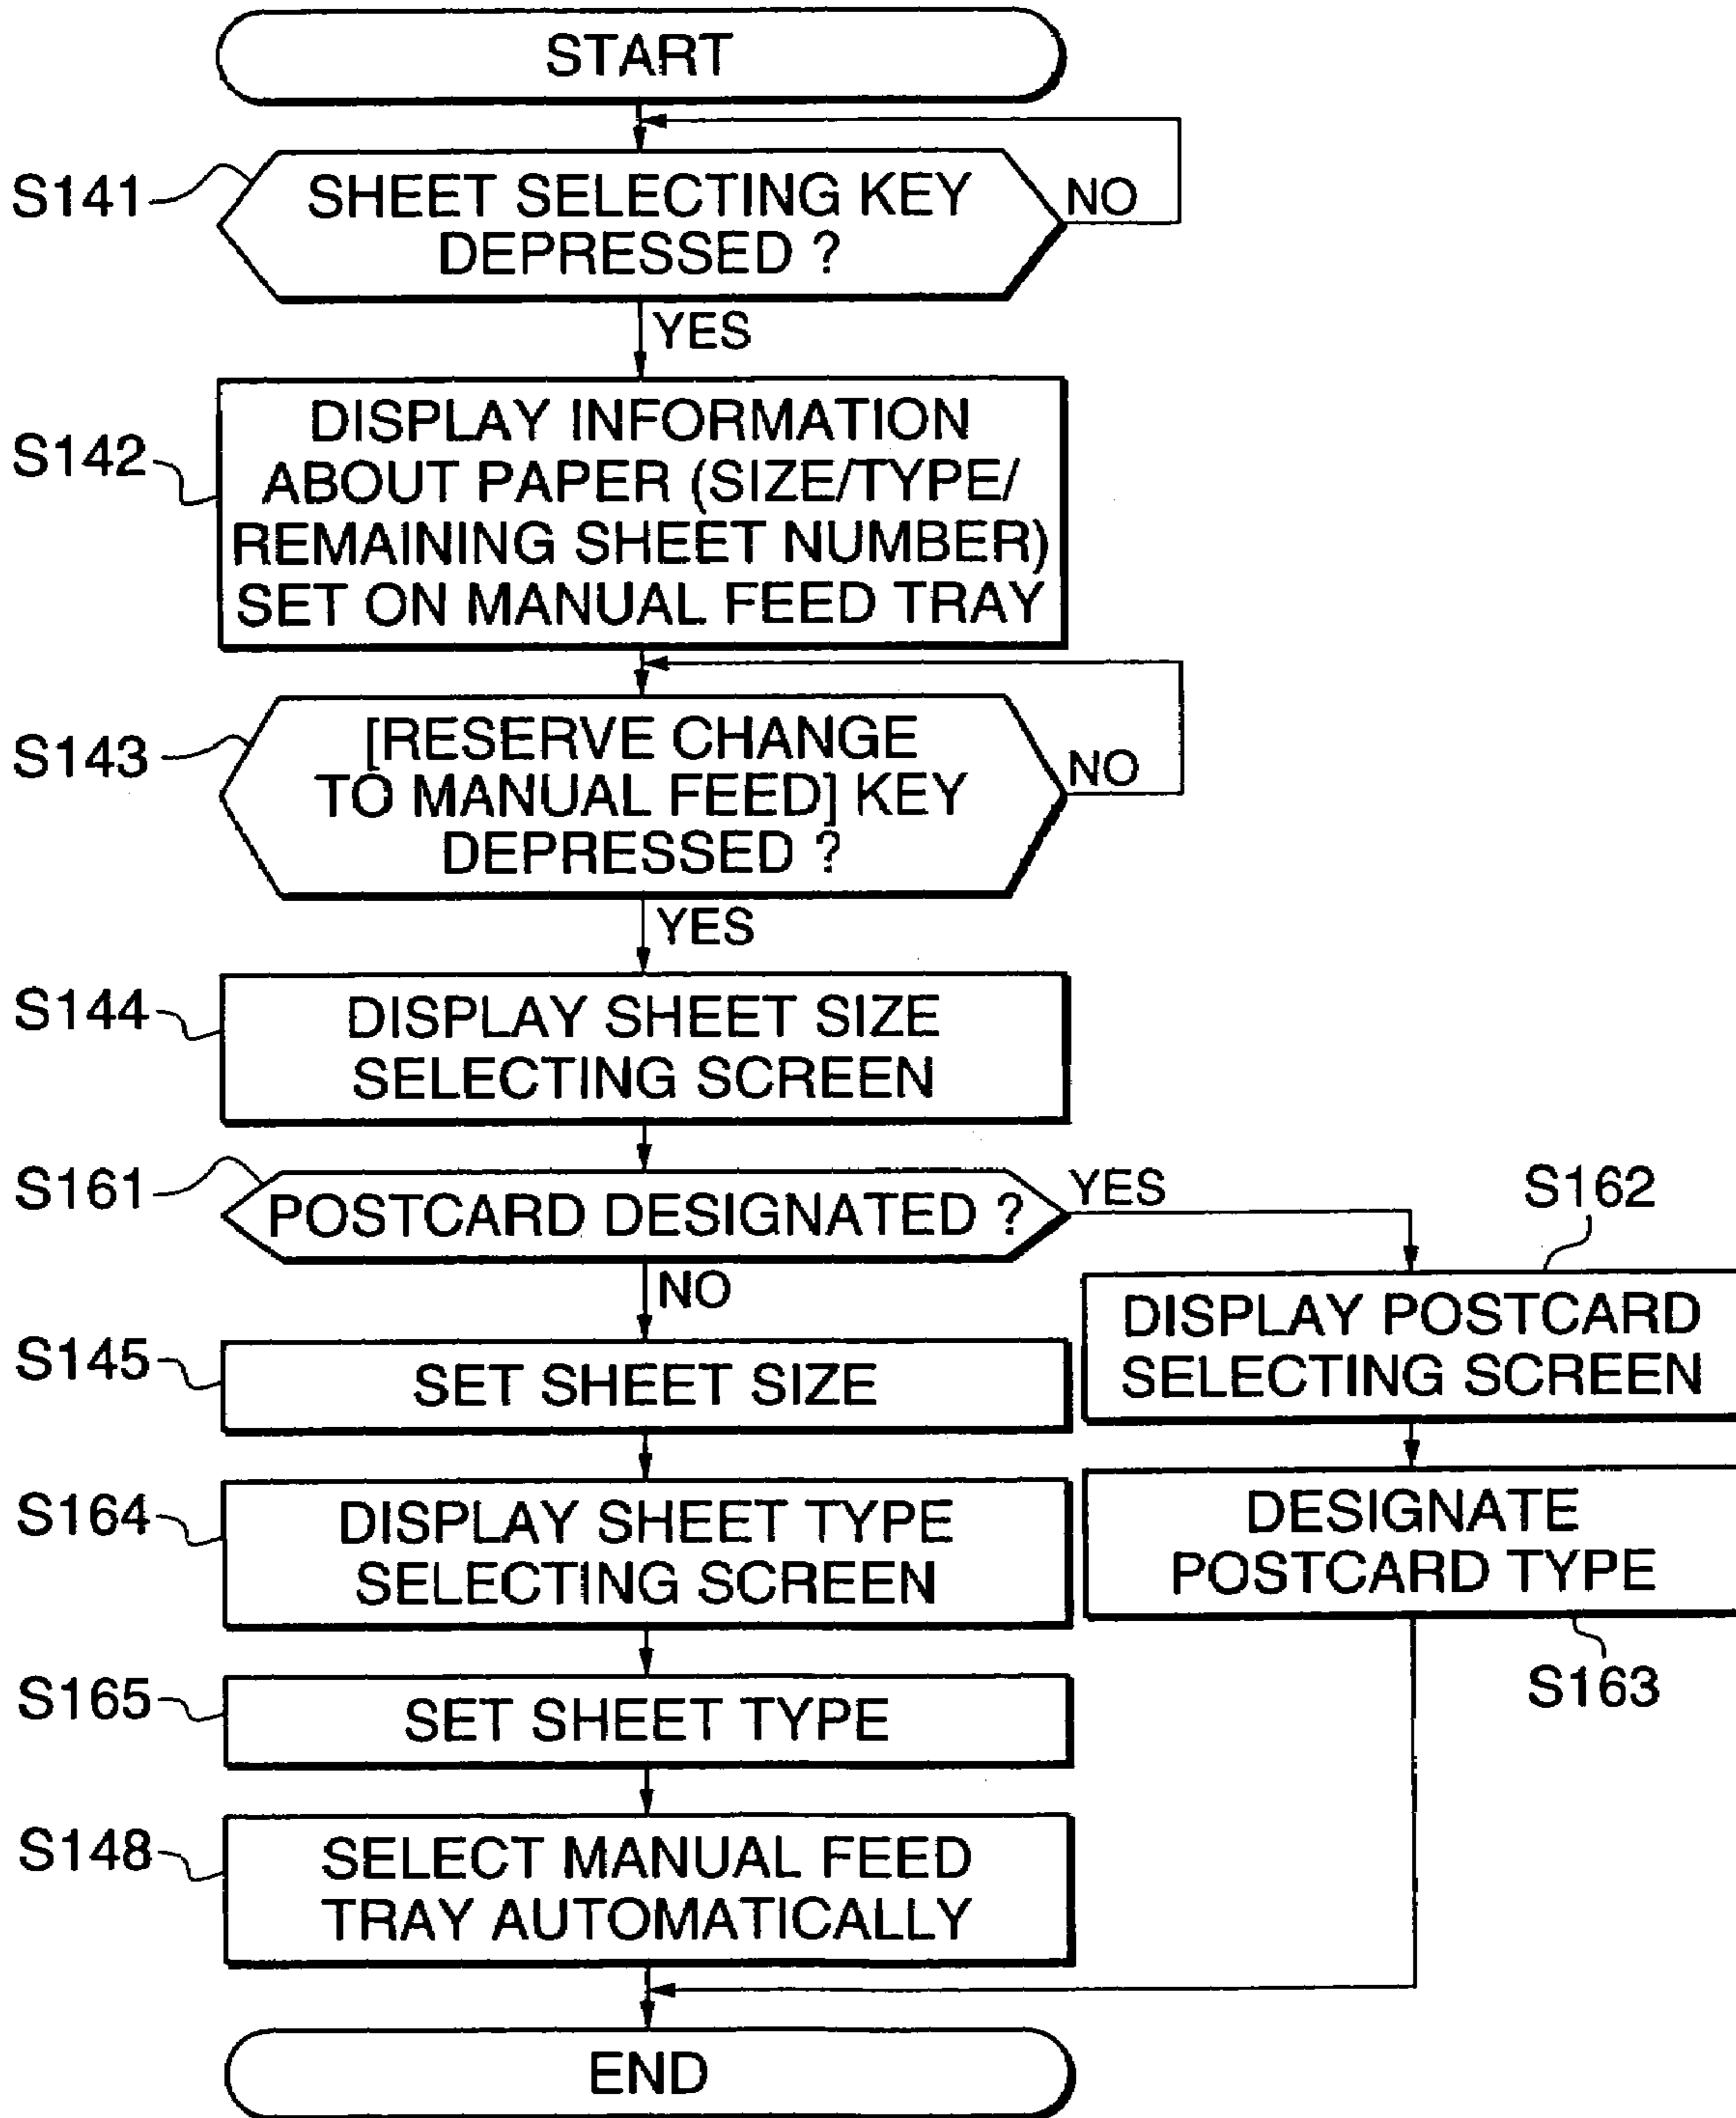 START
S141
SHEET SELECTING KEY
DEPRESSED ?
NO
YES
S142
DISPLAY INFORMATION
ABOUT PAPER (SIZE/TYPE/
REMAINING SHEET NUMBER)
SET ON MANUAL FEED TRAY
S143
[RESERVE CHANGE
TO MANUAL FEED] KEY
DEPRESSED ?
NO
YES
S144
DISPLAY SHEET SIZE
SELECTING SCREEN
S161
POSTCARD DESIGNATED ?
YES
NO
S162
DISPLAY POSTCARD
SELECTING SCREEN
S145
SET SHEET SIZE
S164
DISPLAY SHEET TYPE
SELECTING SCREEN
DESIGNATE
POSTCARD TYPE
S163
S165
SET SHEET TYPE
S148
SELECT MANUAL FEED
TRAY AUTOMATICALLY
END